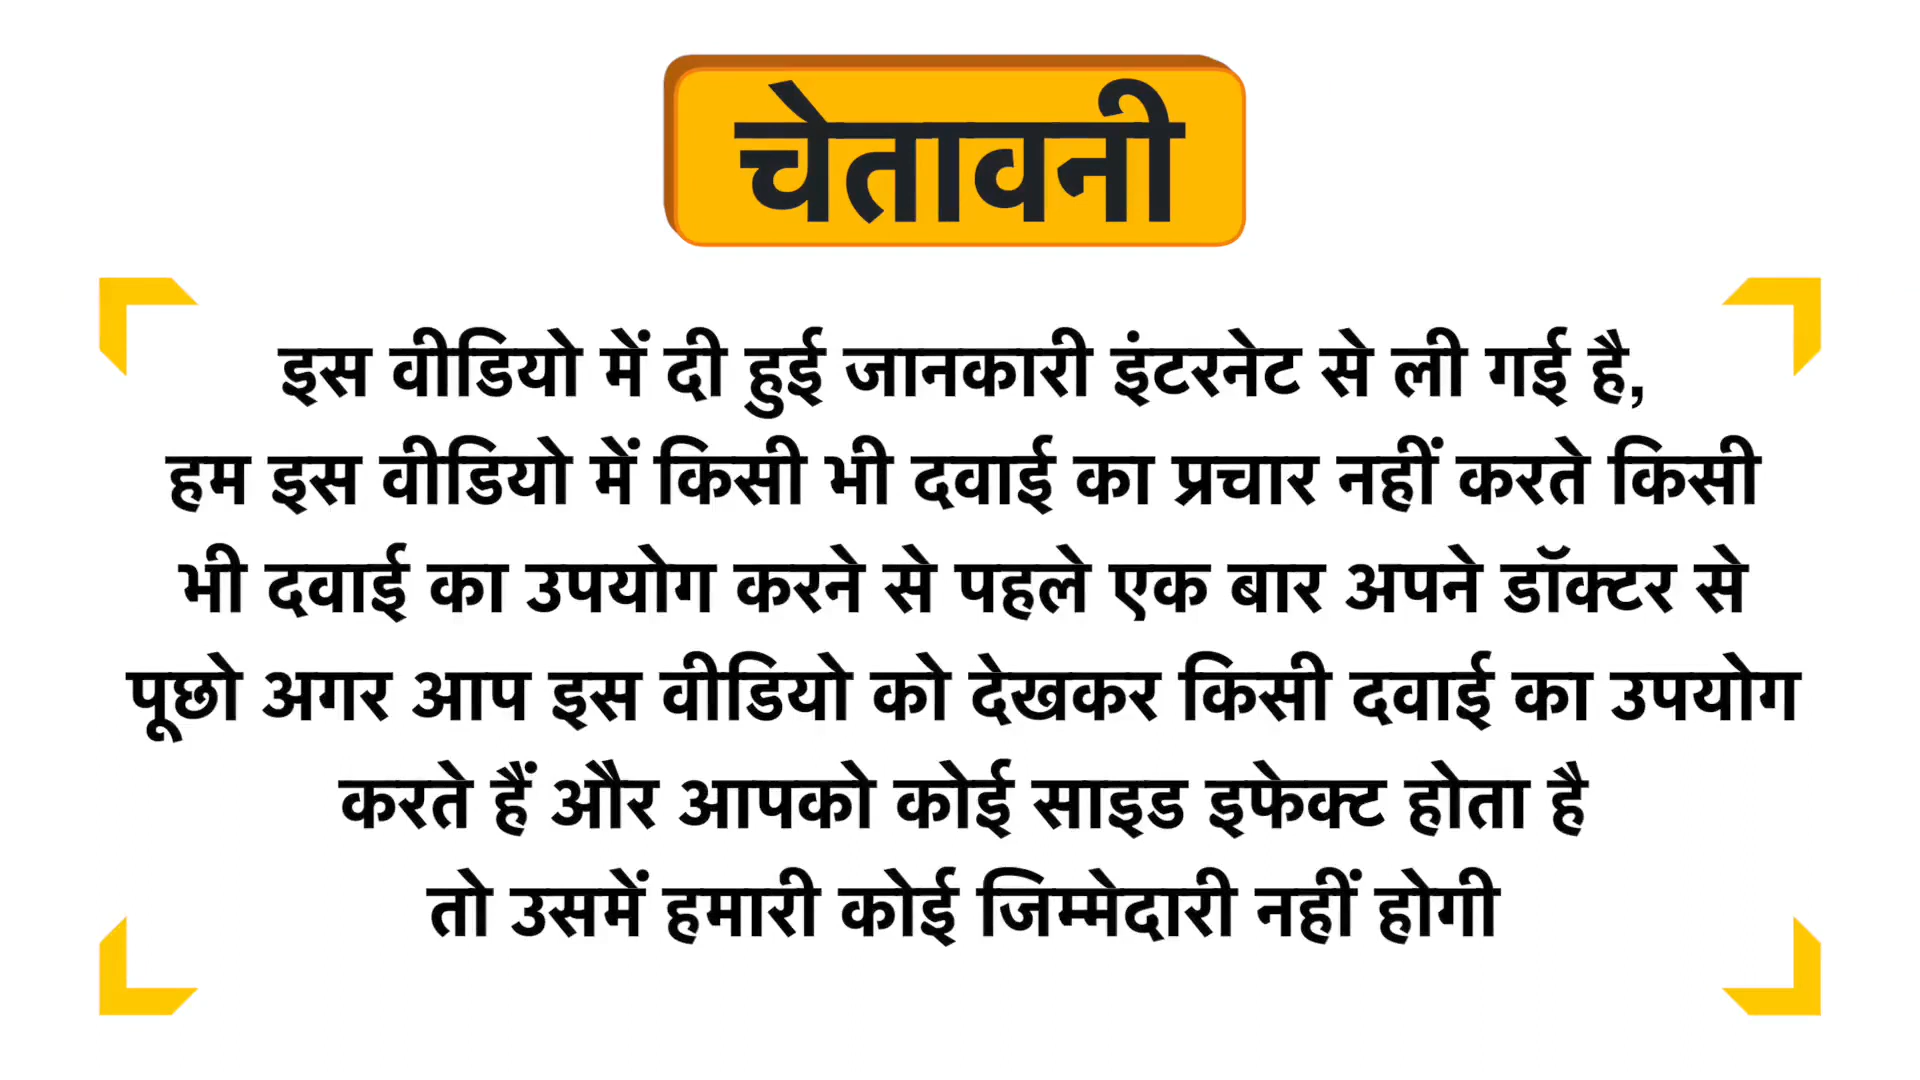 चेतावनी
इस वीडियो में दी हुई जानकारी इंटरनेट से ली गई है,
हम इस वीडियो में किसी भी दवाई का प्रचार नहीं करते किसी
भी दवाई का उपयोग करने से पहले एक बार अपने डॉक्टर से
पूछो अगर आप इस वीडियो को देखकर किसी दवाई का उपयोग
करते हैं और आपको कोई साइड इफेक्ट होता है
तो उसमें हमारी कोई जिम्मेदारी नहीं होगी